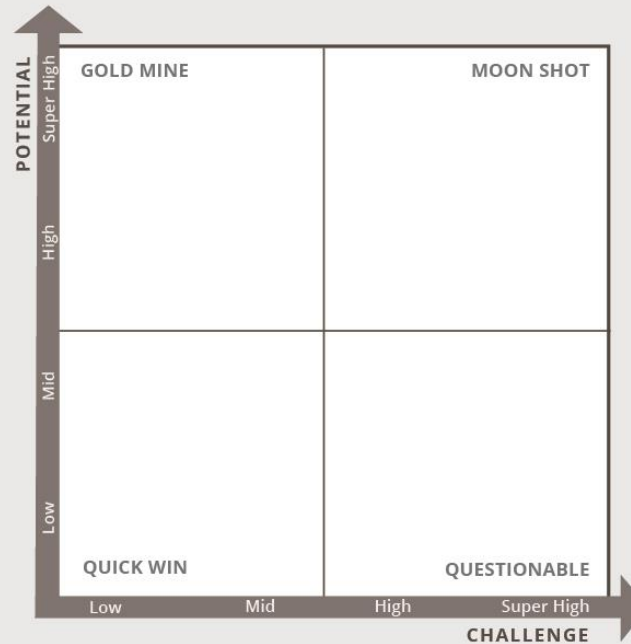 POTENTIAL
Super High
High
Mid
Low
GOLD MINE
MOON SHOT
QUICK WIN
QUESTIONABLE
Low
Mid
High
Super High
CHALLENGE